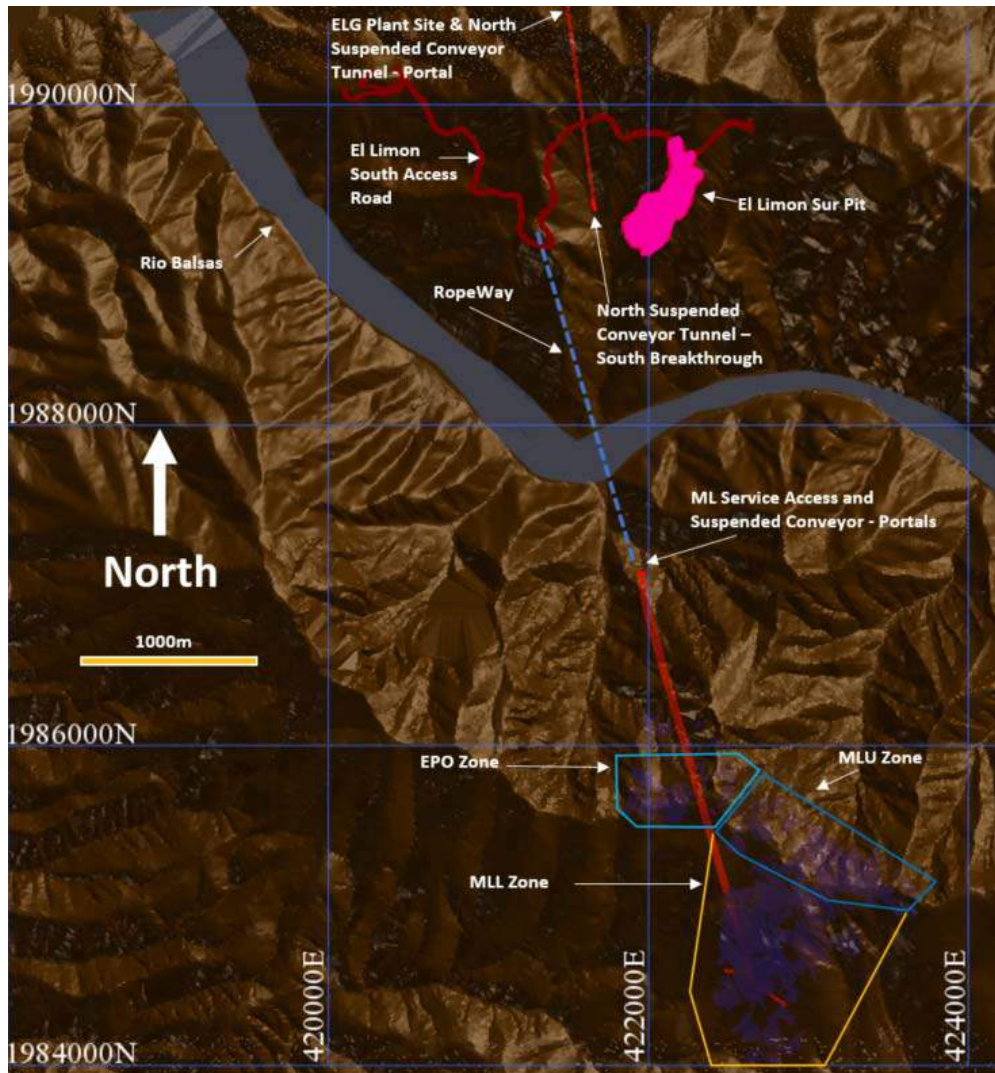 ELG Plant Site & North
Suspended Conveyor
Tunnel - Portal
1990000N
El Limon
South Access
Road
El Limon Sur Pit
Rio Balsas
RopeWay
North Suspended
Conveyor Tunnel –
South Breakthrough
1988000N
ML Service Access and
Suspended Conveyor - Portals
North
1000m
1986000N
EPO Zone
MLU Zone
MLL Zone
420000E
422000E
424000E
1984000N